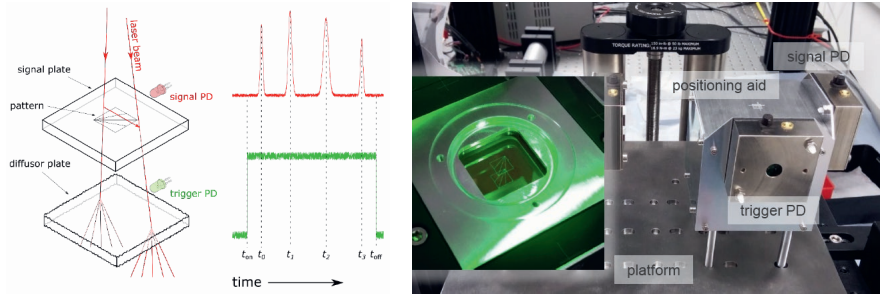 laser beam
signal plate
signal PD
pattern
diffusor plate
trigger PD
t_on t_0 t_1 t_2 t_3 t_off
time
TORQUE RATING:
signal PD
positioning aid
trigger PD
platform